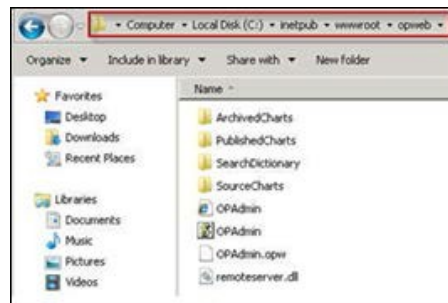 Computer Local Disk (C:) inetpub wwwroot opweb
Organize Include in library Share with New folder
Favorites
Desktop
Downloads
Recent Places
Libraries
Documents
Music
Pictures
Videos
Name
ArchivedCharts
PublishedCharts
SearchDictionary
SourceCharts
OPAdmin
OPAdmin
OPAdmin.opw
remoteserver.dll